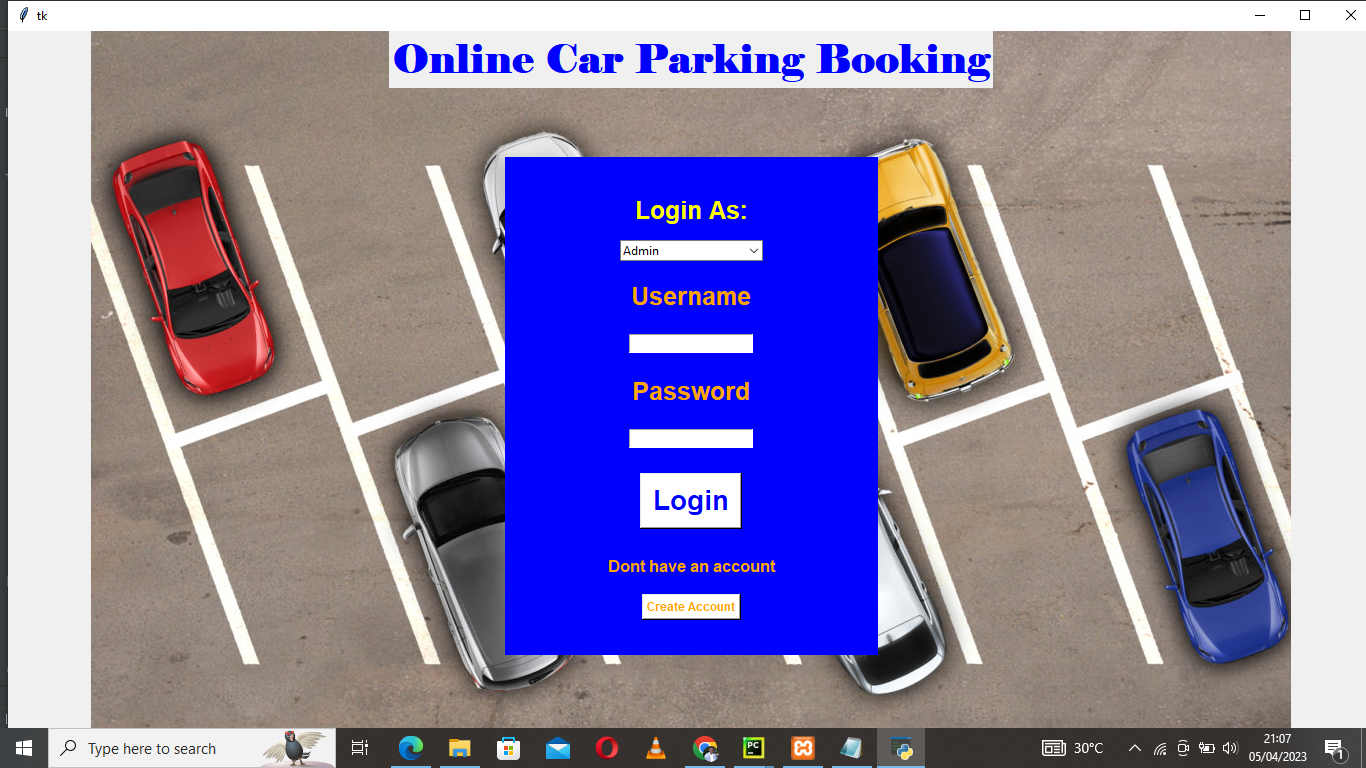 tk
Online Car Parking Booking
Login As:
Admin
Username
Password
Login
Dont have an account
Create Account
Type here to search
PC
30°C
21:07
05/04/2023
1